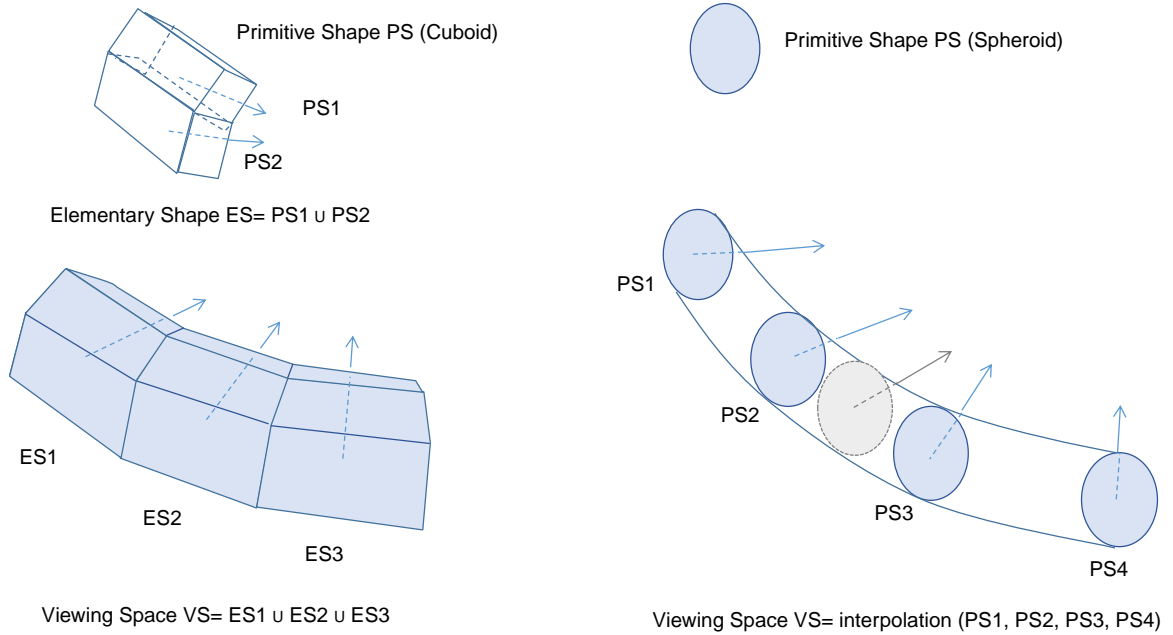 Primitive Shape PS (Cuboid)
PS1
PS2
Elementary Shape ES= PS1 ∪ PS2
ES1
ES2
ES3
Viewing Space VS= ES1 ∪ ES2 ∪ ES3
Primitive Shape PS (Spheroid)
PS1
PS2
PS3
PS4
Viewing Space VS= interpolation (PS1, PS2, PS3, PS4)